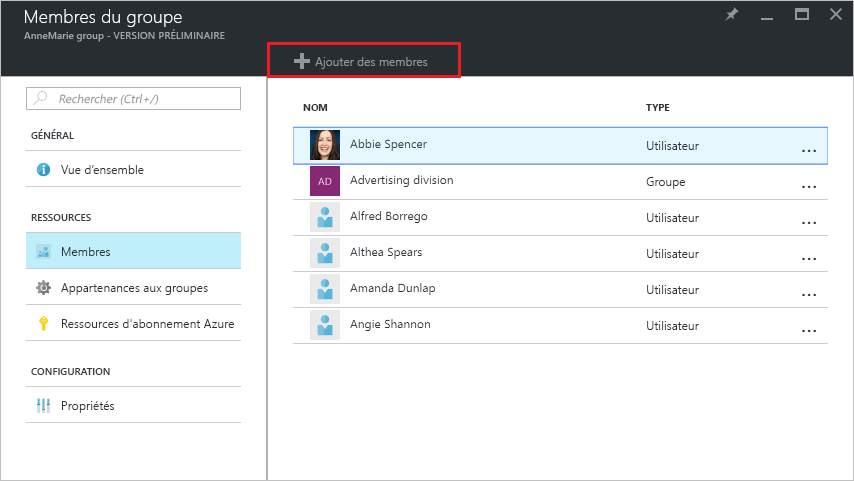 Membres du groupe
AnneMarie group - VERSION PRÉLIMINAIRE
Ajouter des membres
Rechercher (Ctrl+/)
GÉNÉRAL
Vue d'ensemble
RESSOURCES
Membres
Appartenances aux groupes
Ressources d'abonnement Azure
CONFIGURATION
Propriétés
NOM TYPE
Abbie Spencer Utilisateur ...
AD Advertising division Groupe ...
Alfred Borrego Utilisateur ...
Althea Spears Utilisateur ...
Amanda Dunlap Utilisateur ...
Angie Shannon Utilisateur ...